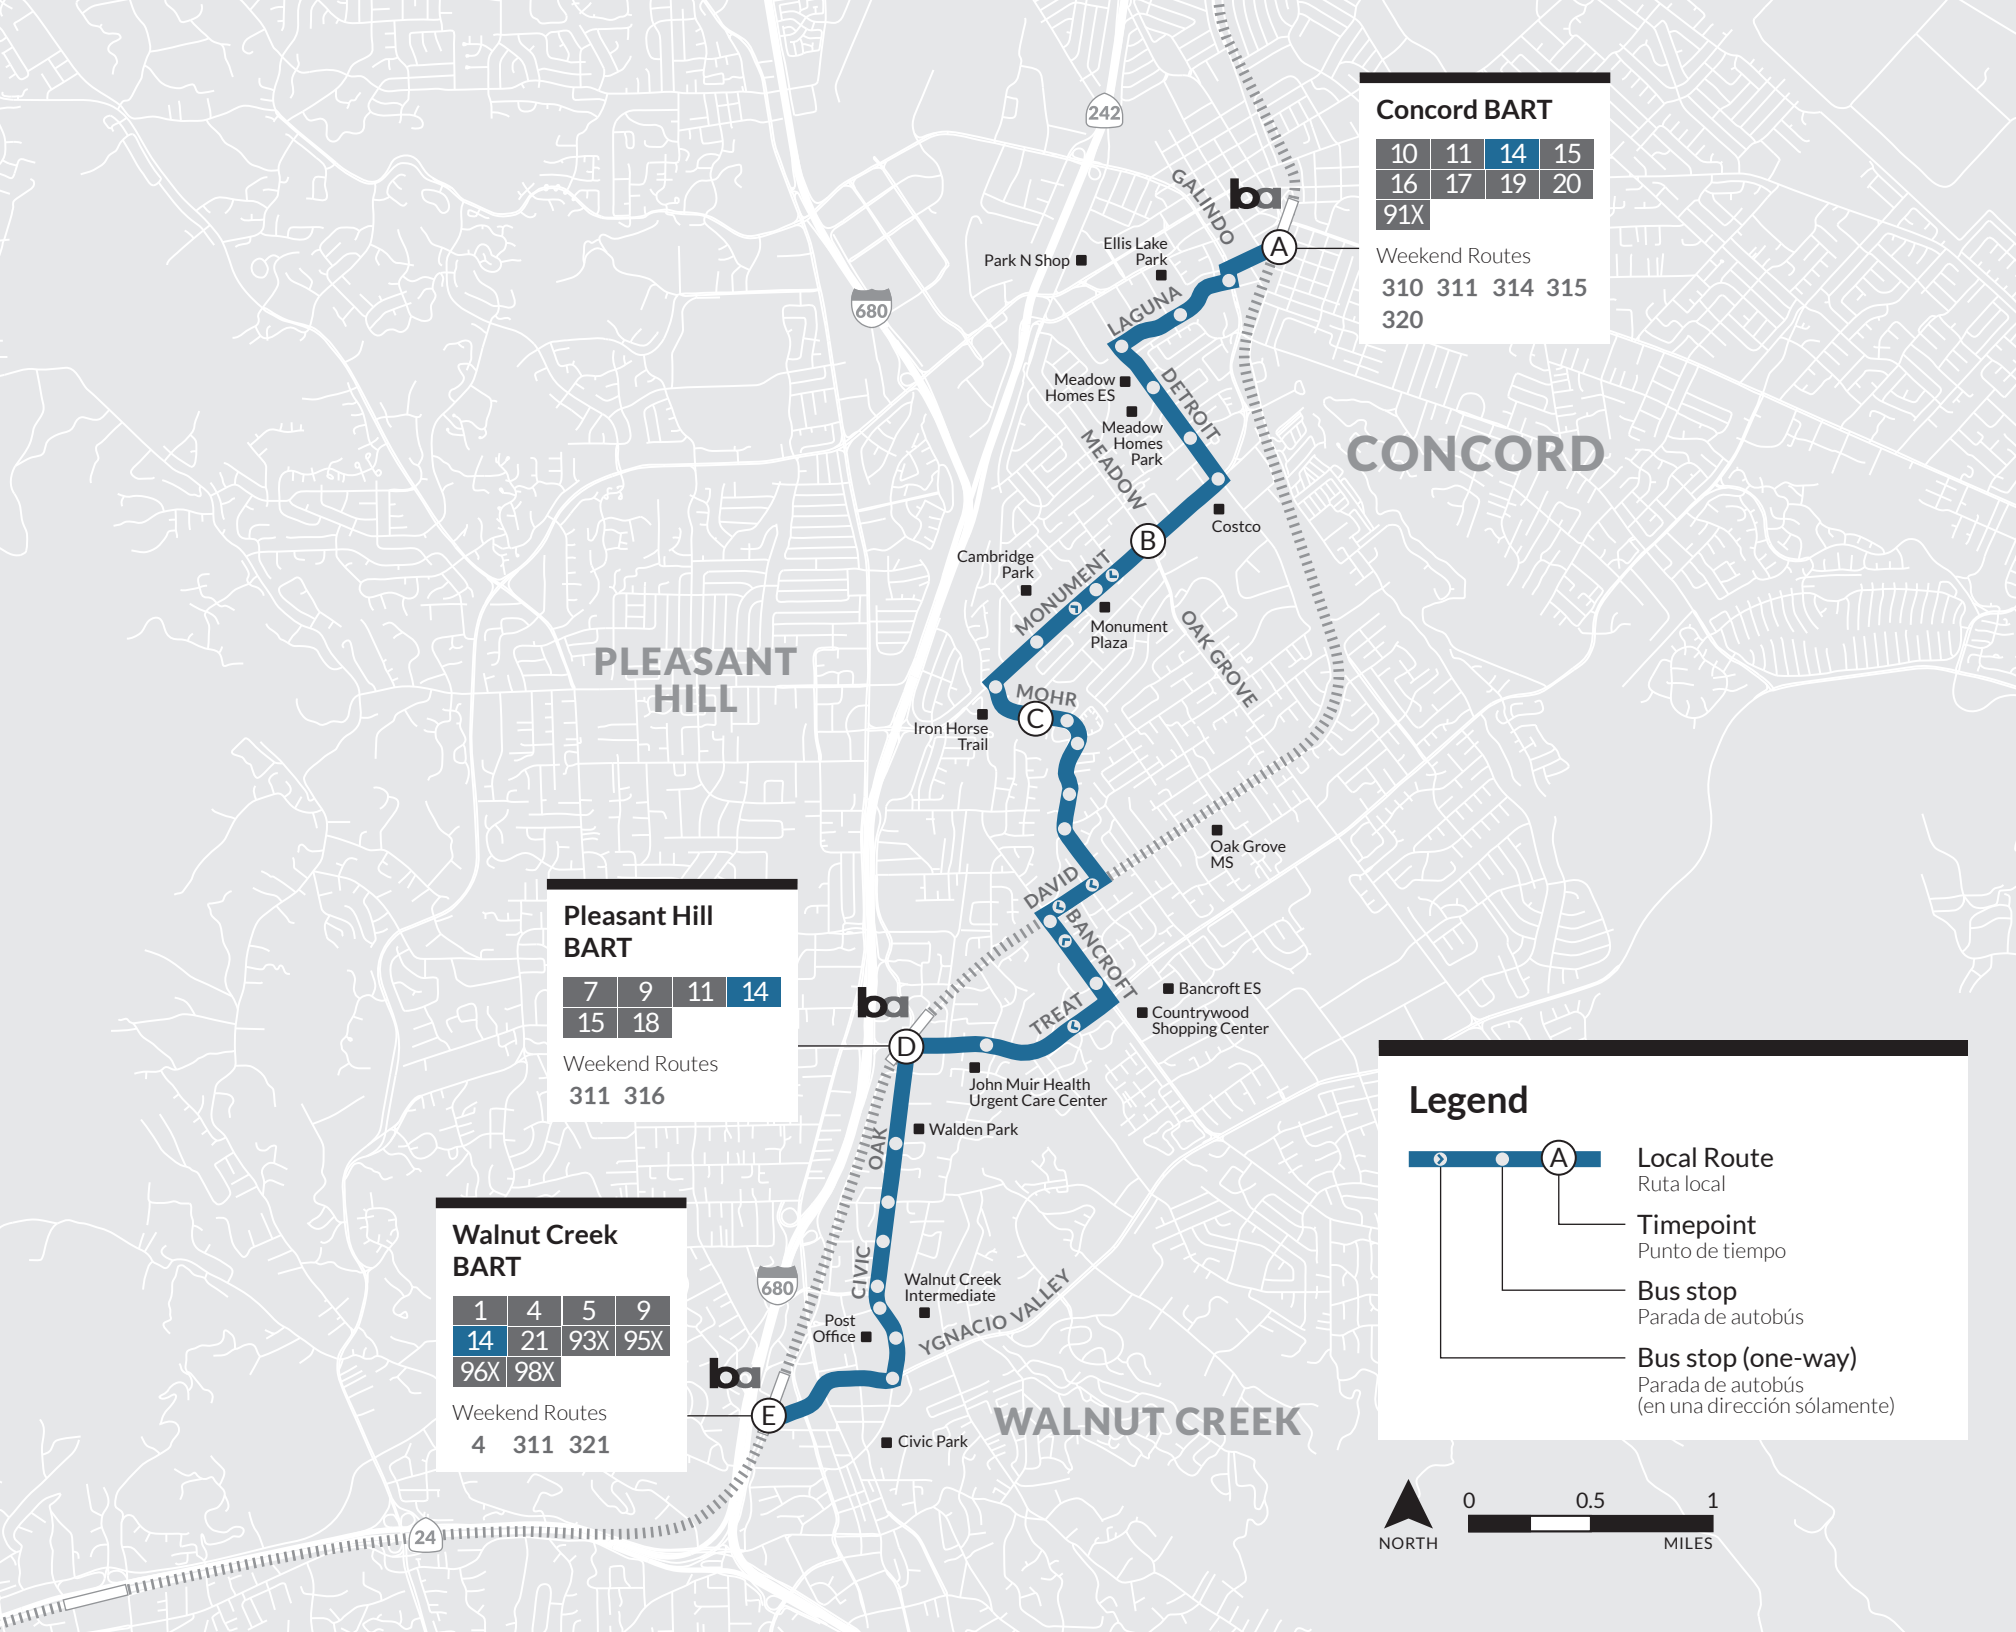 242
Concord BART
10 11 14 15
16 17 19 20
91X
Weekend Routes
310 311 314 315
320
ba
GALINDO
A
Ellis Lake
Park
Park N Shop
LAGUNA
680
Meadow
Homes ES
DETROIT
Meadow
Homes
Park
MEADOW
CONCORD
Costco
B
Cambridge
Park
MONUMENT
Monument
Plaza
OAK GROVE
PLEASANT
HILL
MOHR
C
Iron Horse
Trail
Oak Grove
MS
DAVID
BANCROFT
Pleasant Hill
BART
7 9 11 14
15 18
Weekend Routes
311 316
ba
D
TREAT
Bancroft ES
Countrywood
Shopping Center
John Muir Health
Urgent Care Center
Walden Park
OAK
CIVIC
Walnut Creek
BART
1 4 5 9
14 21 93X 95X
96X 98X
Weekend Routes
4 311 321
680
Walnut Creek
Intermediate
Post
Office
YGNACIO VALLEY
ba
E
WALNUT CREEK
Civic Park
24
Legend
A
Local Route
Ruta local
Timepoint
Punto de tiempo
Bus stop
Parada de autobús
Bus stop (one-way)
Parada de autobús
(en una dirección sólamente)
0 0.5 1
NORTH
MILES